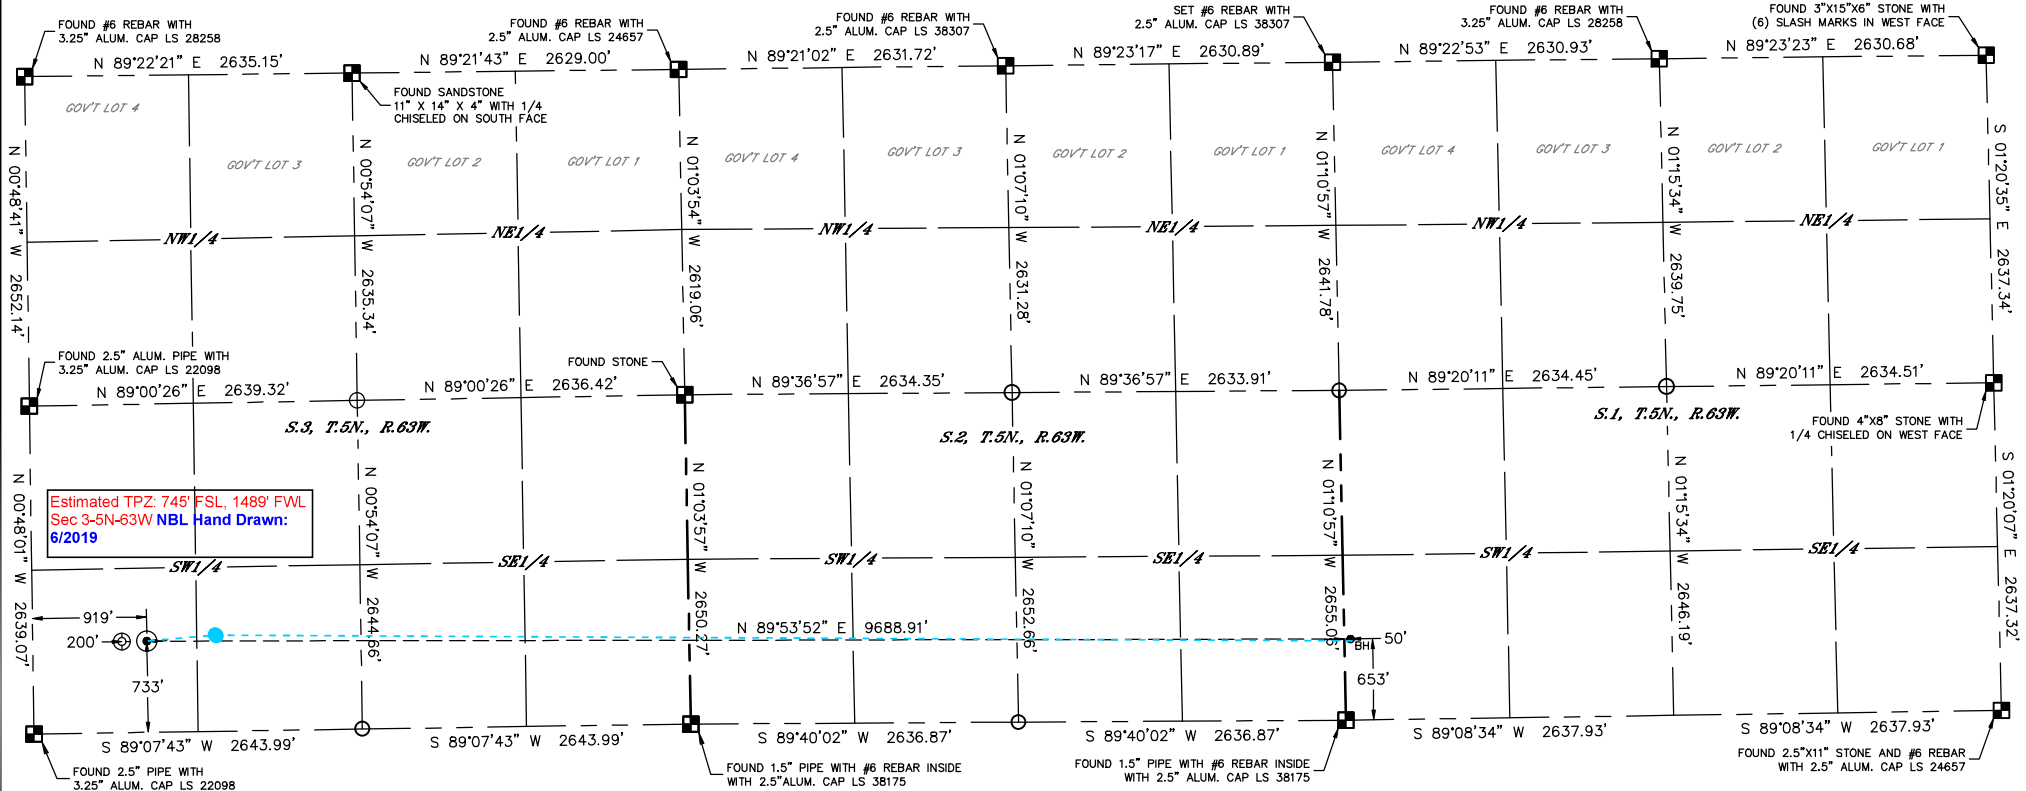 FOUND #6 REBAR WITH
3.25" ALUM. CAP LS 28258
FOUND #6 REBAR WITH
2.5" ALUM. CAP LS 24657
FOUND #6 REBAR WITH
2.5" ALUM. CAP LS 38307
SET #6 REBAR WITH
2.5" ALUM. CAP LS 38307
FOUND #6 REBAR WITH
3.25" ALUM. CAP LS 28258
FOUND 3"X15"X6" STONE WITH
(6) SLASH MARKS IN WEST FACE
N 89°22'21" E 2635.15'
N 89°21'43" E 2629.00'
N 89°21'02" E 2631.72'
N 89°23'17" E 2630.89'
N 89°22'53" E 2630.93'
N 89°23'23" E 2630.68'
FOUND SANDSTONE
11" X 14" X 4" WITH 1/4
CHISELED ON SOUTH FACE
GOV'T LOT 4
GOV'T LOT 3
GOV'T LOT 2
GOV'T LOT 1
GOV'T LOT 4
GOV'T LOT 3
GOV'T LOT 2
GOV'T LOT 1
GOV'T LOT 4
GOV'T LOT 3
GOV'T LOT 2
GOV'T LOT 1
N 00°48'41" W 2652.14'
N 00°54'07" W 2635.34'
N 01°03'54" W 2619.06'
N 01°07'10" W 2631.28'
N 01°10'57" W 2641.78'
N 01°15'34" W 2639.75'
S 01°20'35" E 2637.34'
NW1/4
NE1/4
NW1/4
NE1/4
NW1/4
NE1/4
FOUND 2.5" ALUM. PIPE WITH
3.25" ALUM. CAP LS 22098
FOUND STONE
N 89°00'26" E 2639.32'
N 89°00'26" E 2636.42'
N 89°36'57" E 2634.35'
N 89°36'57" E 2633.91'
N 89°20'11" E 2634.45'
N 89°20'11" E 2634.51'
S.3, T.5N., R.63W.
S.2, T.5N., R.63W.
S.1, T.5N., R.63W.
FOUND 4"X8" STONE WITH
1/4 CHISELED ON WEST FACE
N 00°48'01" W 2639.07'
N 00°54'07" W 2644.66'
N 01°03'57" W 2650.27'
N 01°07'10" W 2652.66'
N 01°10'57" W 2655.06'
N 01°15'34" W 2646.19'
S 01°20'07" E 2637.32'
Estimated TPZ: 745' FSL, 1489' FWL
Sec 3-5N-63W NBL Hand Drawn:
6/2019
SW1/4
SE1/4
SW1/4
SE1/4
SW1/4
SE1/4
919'
200'
N 89°53'52" E 9688.91'
50'
BH
733'
653'
S 89°07'43" W 2643.99'
S 89°07'43" W 2643.99'
S 89°40'02" W 2636.87'
S 89°40'02" W 2636.87'
S 89°08'34" W 2637.93'
S 89°08'34" W 2637.93'
FOUND 2.5" PIPE WITH
3.25" ALUM. CAP LS 22098
FOUND 1.5" PIPE WITH #6 REBAR INSIDE
WITH 2.5"ALUM. CAP LS 38175
FOUND 1.5" PIPE WITH #6 REBAR INSIDE
WITH 2.5" ALUM. CAP LS 38175
FOUND 2.5"X11" STONE AND #6 REBAR
WITH 2.5" ALUM. CAP LS 24657